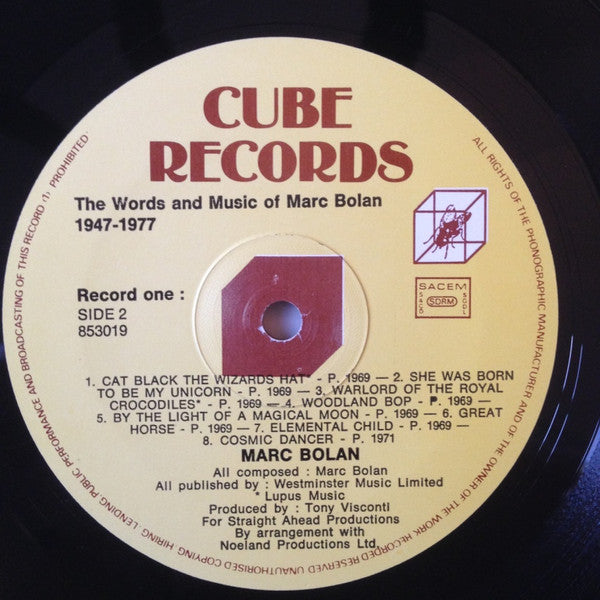 CUBE
RECORDS
The Words and Music of Marc Bolan
1947-1977
SACEM
SACD SDRM SGDL
Record one :
SIDE 2
853019
1. CAT BLACK THE WIZARDS HAT* - P. 1969 — 2. SHE WAS BORN
TO BE MY UNICORN - P. 1969 — 3. WARLORD OF THE ROYAL
CROCODILES* - P. 1969 — 4. WOODLAND BOP - P. 1969 —
5. BY THE LIGHT OF A MAGICAL MOON - P. 1969 — 6. GREAT
HORSE - P. 1969 — 7. ELEMENTAL CHILD - P. 1969 —
8. COSMIC DANCER - P. 1971
MARC BOLAN
All composed : Marc Bolan
All published by : Westminster Music Limited
* Lupus Music
Produced by : Tony Visconti
For Straight Ahead Productions
By arrangement with
Noeland Productions Ltd.
ALL RIGHTS OF THE PHONOGRAPHIC MANUFACTURER AND OF THE OWNER OF THE WORK RECORDED RESERVED UNAUTHORISED COPYING HIRING. LENDING PUBLIC PERFORMANCE AND BROADCASTING OF THIS RECORD (1) PROHIBITED